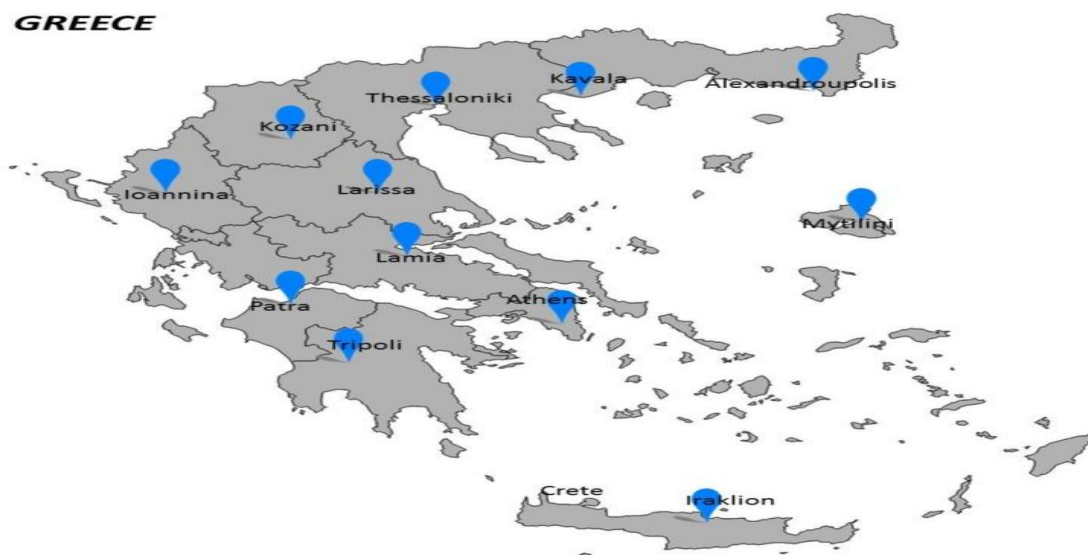 GREECE
Kavala
Alexandroupolis
Thessaloniki
Kozani
Larissa
Ioannina
Mytilini
Lamia
Athens
Patra
Tripoli
Crete
Iraklion